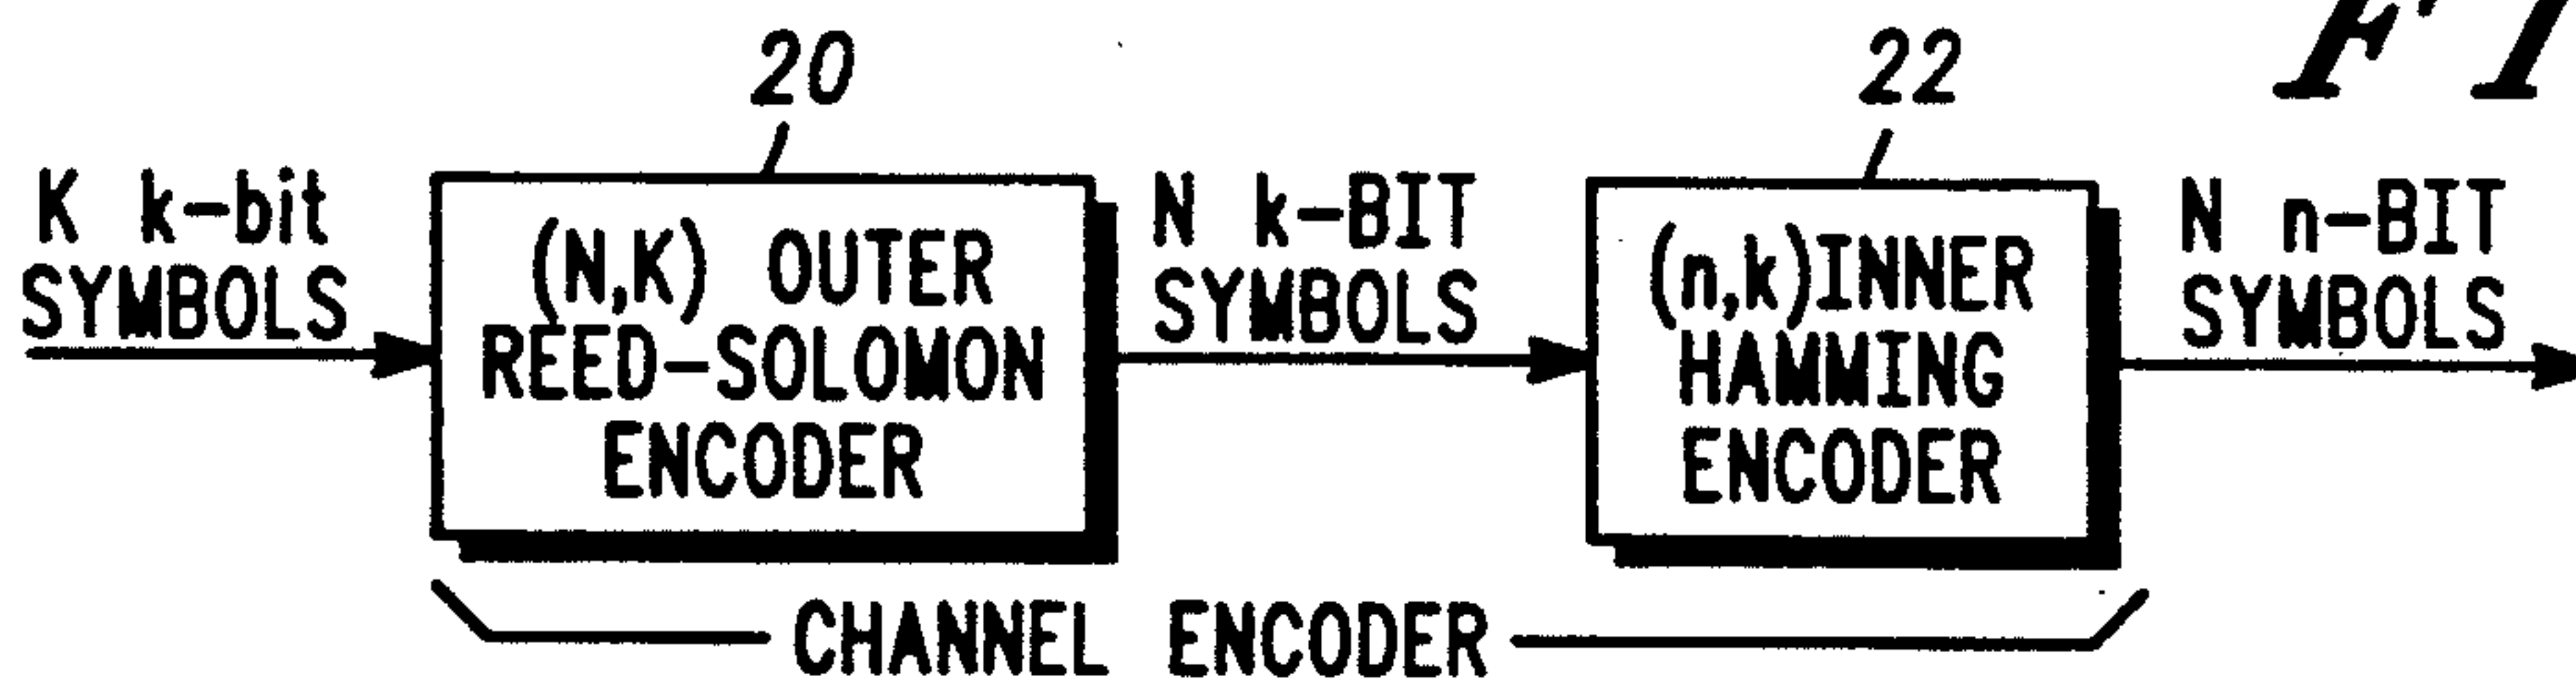 20
22
K k-bit
SYMBOLS
(N,K) OUTER
REED-SOLOMON
ENCODER
N k-BIT
SYMBOLS
(n,k)INNER
HAMMING
ENCODER
N n-BIT
SYMBOLS
CHANNEL ENCODER